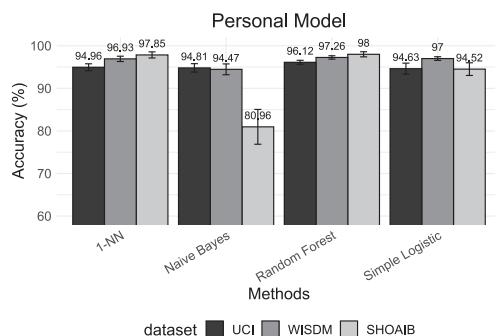 Personal Model
Accuracy (%)
100
90
80
70
60
94.96 96.93 97.85
94.81 94.47 80.96
96.12 97.26 98
94.63 97 94.52
1-NN
Naive Bayes
Random Forest
Simple Logistic
Methods
dataset UCI WISDM SHOAIB